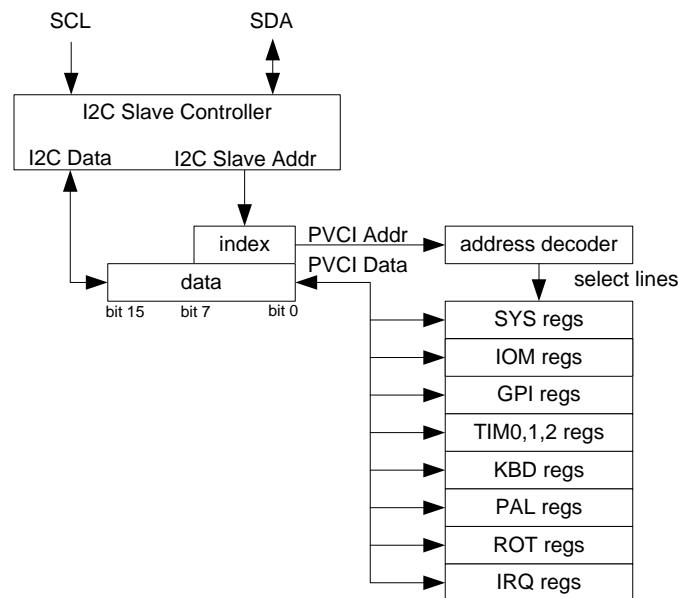 SCL SDA
I2C Slave Controller
I2C Data I2C Slave Addr
index PVCI Addr address decoder
data PVCI Data
select lines
bit 15 bit 7 bit 0
SYS regs
IOM regs
GPI regs
TIM0,1,2 regs
KBD regs
PAL regs
ROT regs
IRQ regs